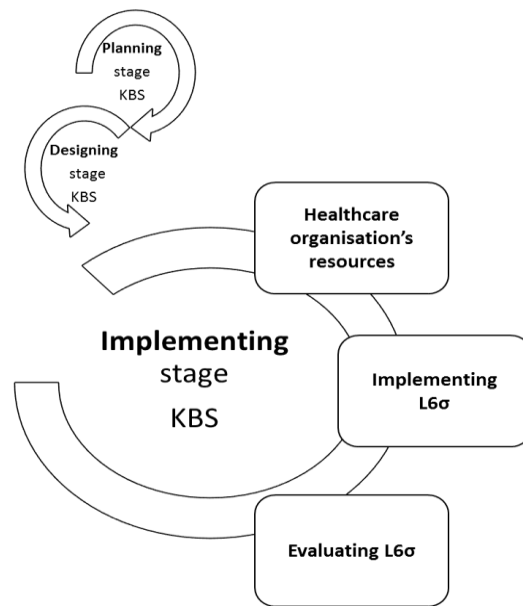 Planning
stage
KBS
Designing
stage
KBS
Healthcare
organisation's
resources
Implementing
stage
KBS
Implementing
L6σ
Evaluating L6σ